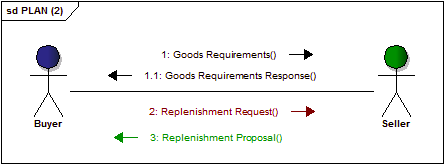 sd PLAN (2)
1: Goods Requirements()
1.1: Goods Requirements Response()
Buyer
Seller
2: Replenishment Request()
3: Replenishment Proposal()